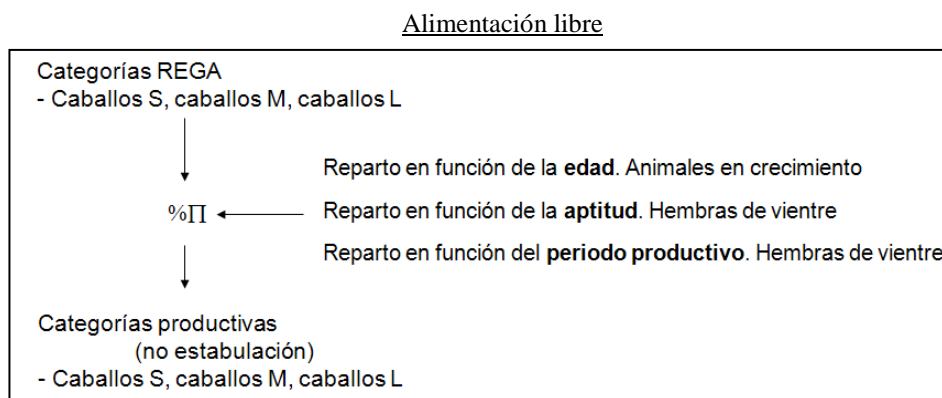 Alimentación libre
Categorías REGA
- Caballos S, caballos M, caballos L
Reparto en función de la edad. Animales en crecimiento
%∏
Reparto en función de la aptitud. Hembras de vientre
Reparto en función del periodo productivo. Hembras de vientre
Categorías productivas
(no estabulación)
- Caballos S, caballos M, caballos L